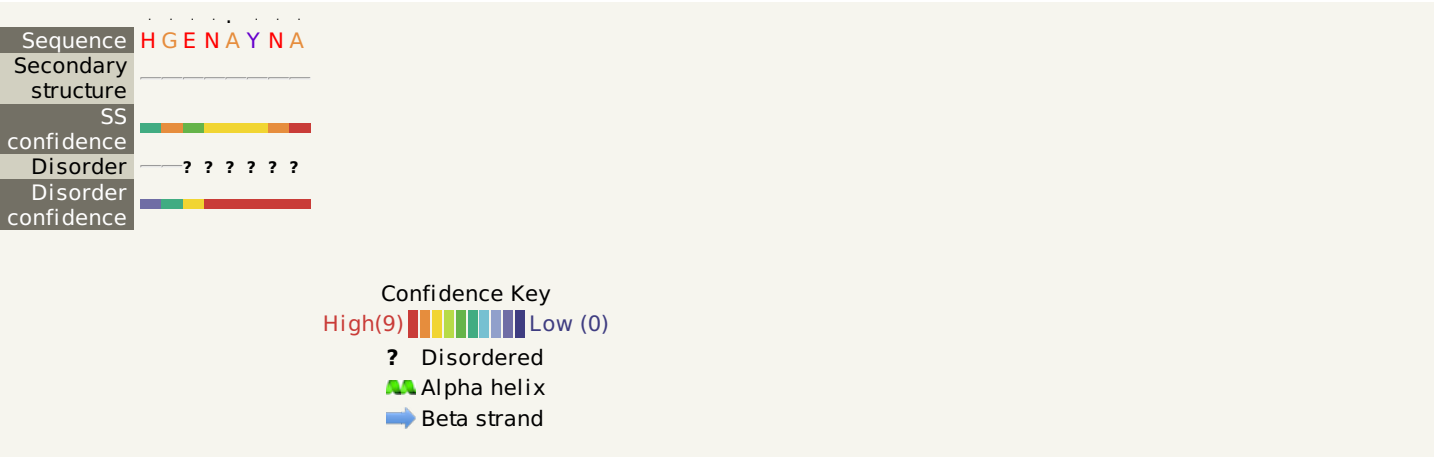 Sequence H G E N A Y N A
Secondary
structure
SS
confidence
Disorder ? ? ? ? ? ?
Disorder
confidence
Confidence Key
High(9) Low (0)
? Disordered
Alpha helix
Beta strand